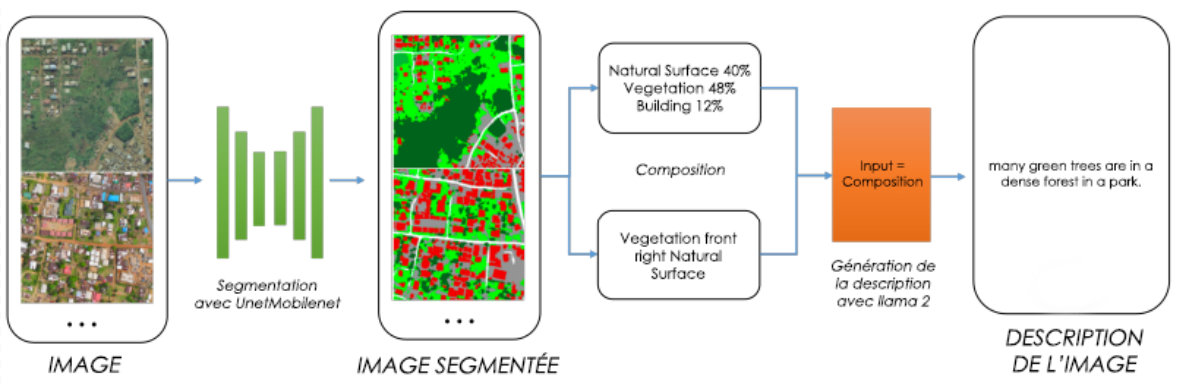 IMAGE
Segmentation
avec UnetMobilenet
IMAGE SEGMENTÉE
Natural Surface 40%
Vegetation 48%
Building 12%
Composition
Vegetation front
right Natural
Surface
Input =
Composition
Génération de
la description
avec llama 2
many green trees are in a
dense forest in a park.
DESCRIPTION
DE L'IMAGE